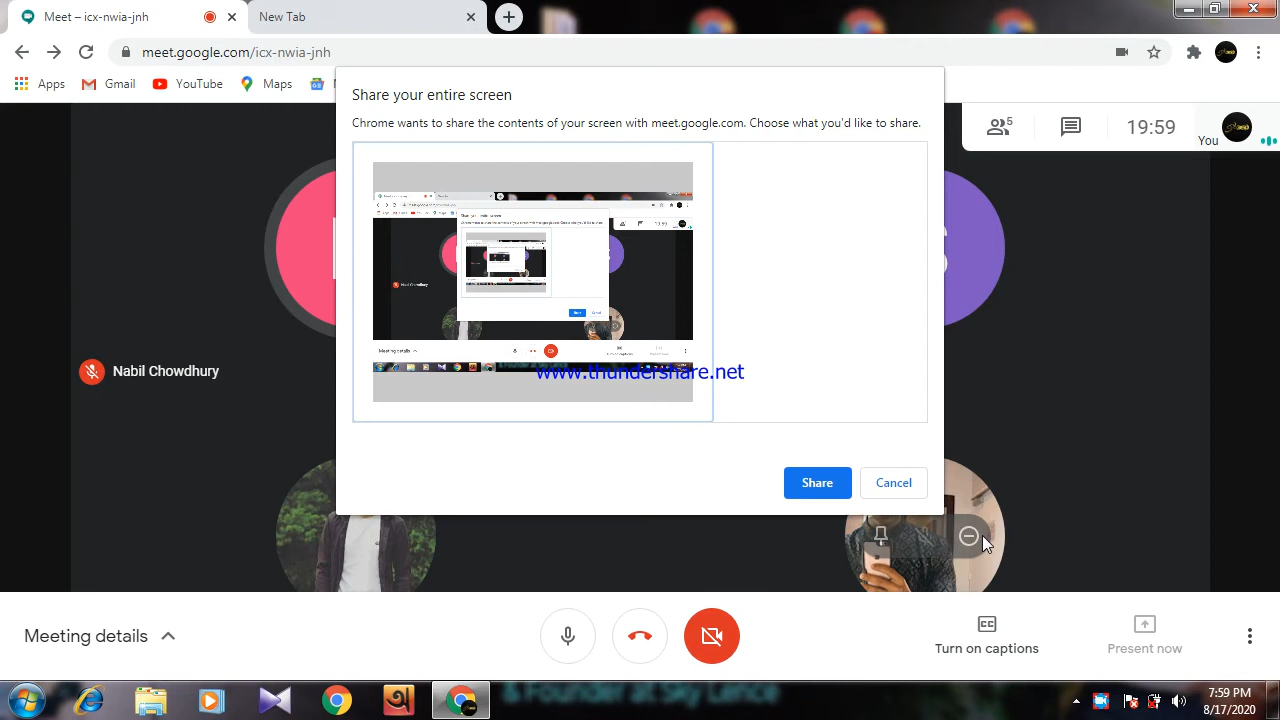 Meet – icx-nwia-jnh
New Tab
meet.google.com/icx-nwia-jnh
Apps
Gmail
YouTube
Maps
Share your entire screen
Chrome wants to share the contents of your screen with meet.google.com. Choose what you'd like to share.
5
19:59
You
Nabil Chowdhury
www.thundershare.net
Share
Cancel
Meeting details
Turn on captions
Present now
7:59 PM
8/17/2020